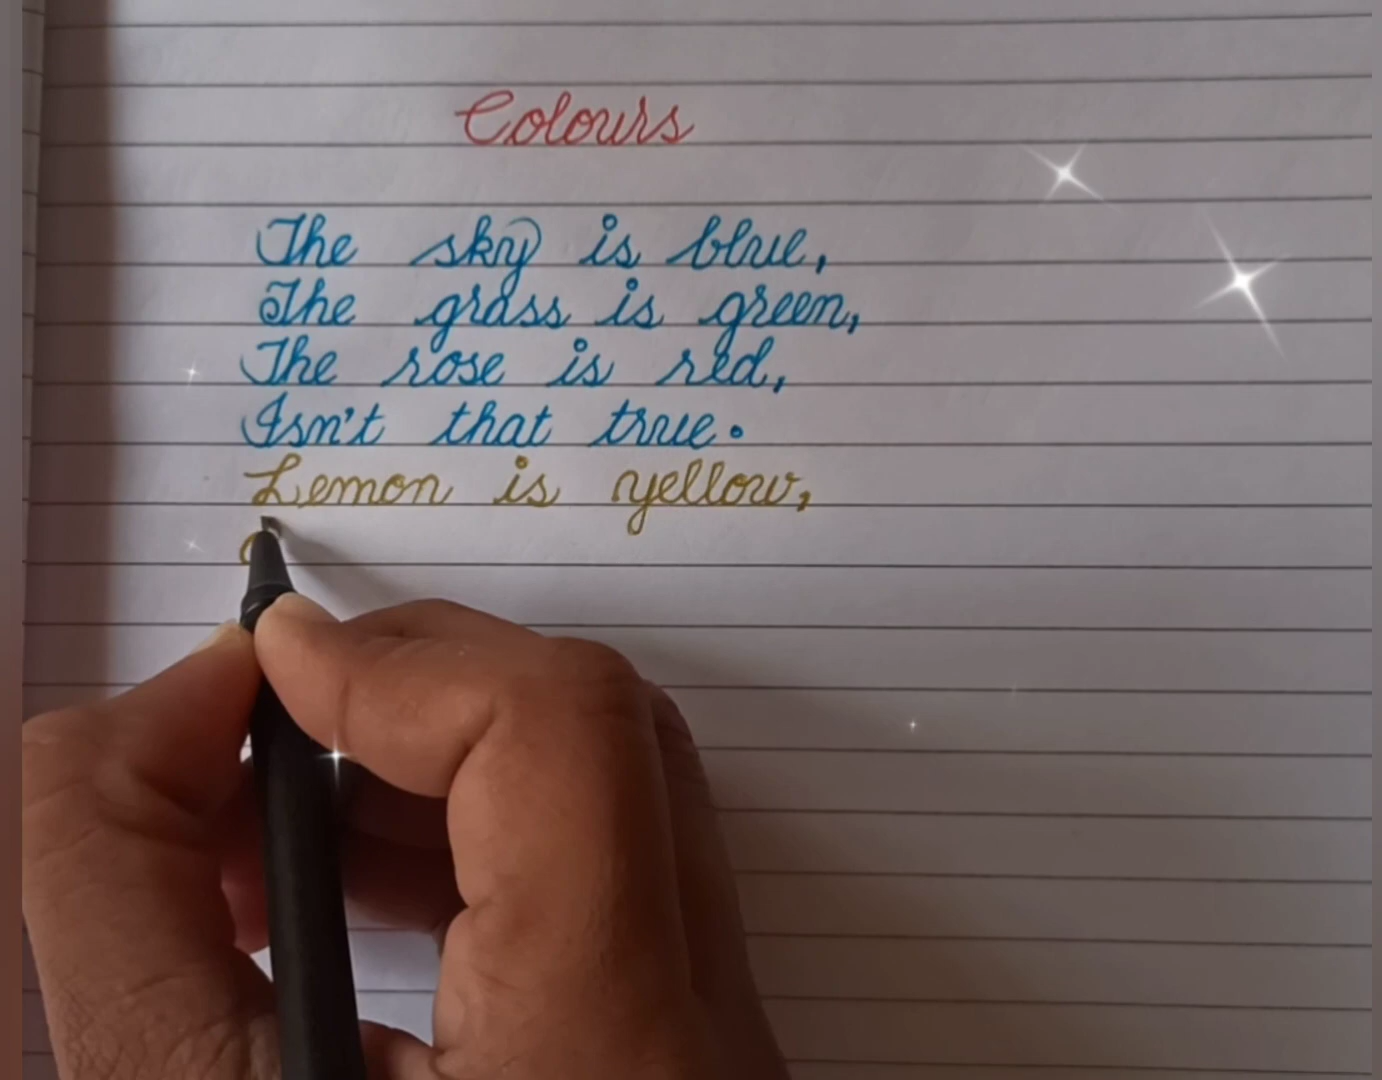 Colours
The sky is blue,
The grass is green,
The rose is red,
Isn't that true.
Lemon is yellow,